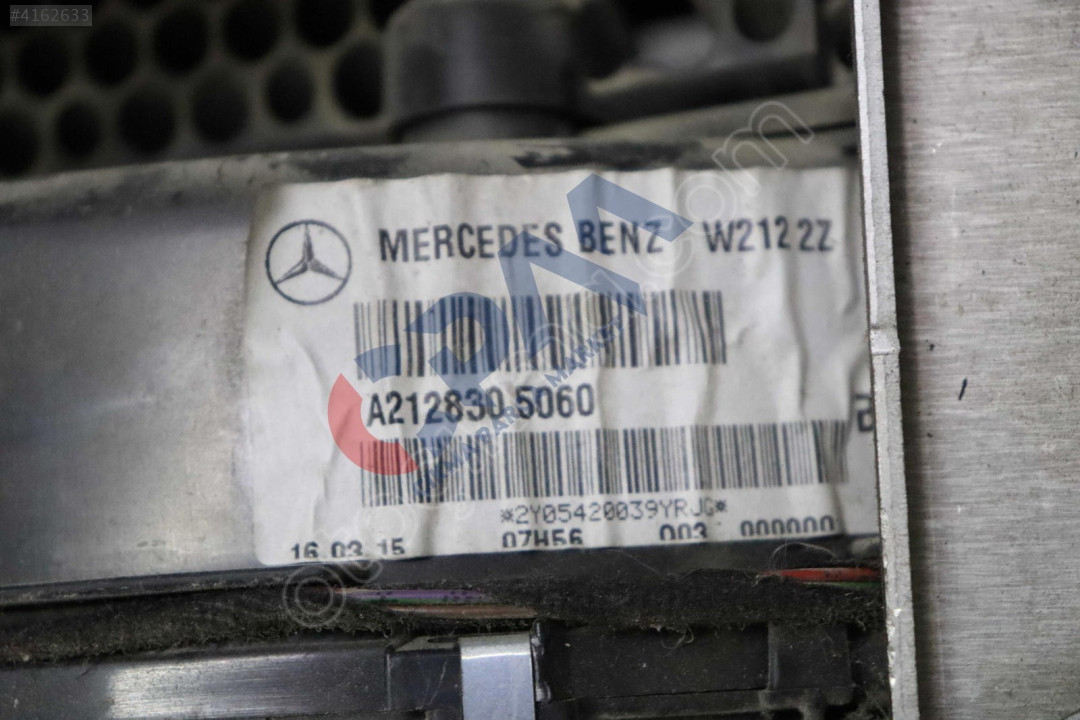 #4162633
MERCEDES BENZ W212 2Z
A212830 5060
*2Y05420039YRJG*
16.03.15 07H56 003 000000